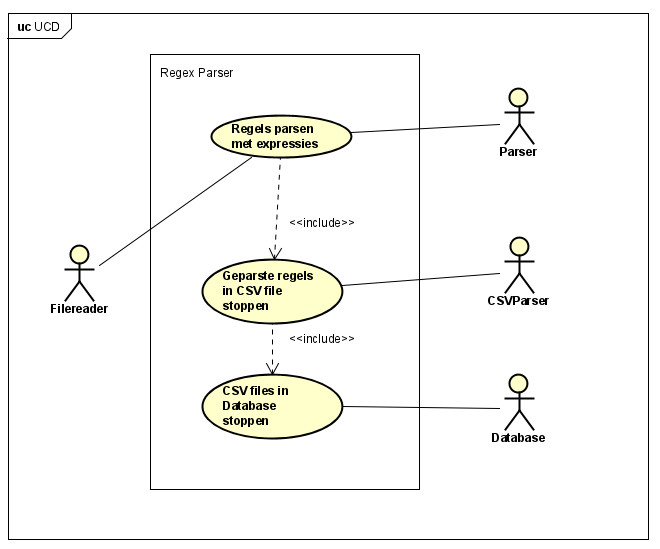 uc UCD
Regex Parser
Regels parsen
met expressies
Parser
<<include>>
Filereader
Geparste regels
in CSV file
stoppen
CSVParser
<<include>>
CSV files in
Database
stoppen
Database